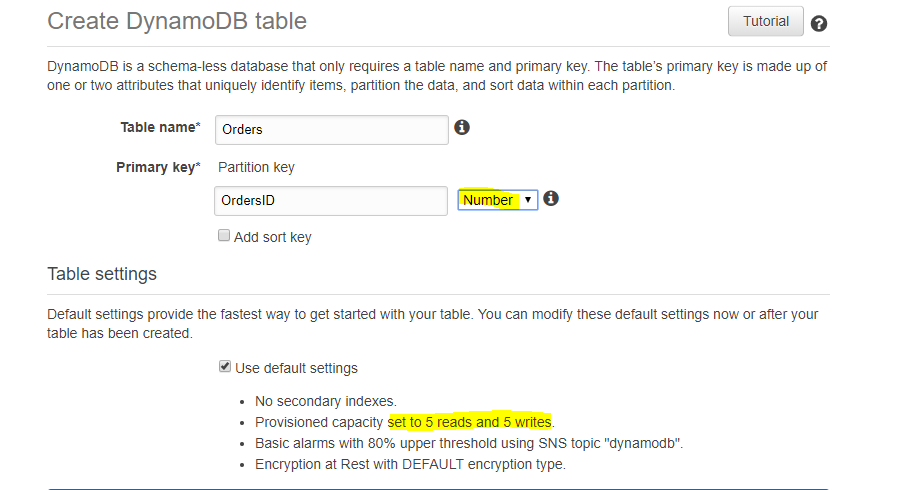 Create DynamoDB table
Tutorial
DynamoDB is a schema-less database that only requires a table name and primary key. The table's primary key is made up of
one or two attributes that uniquely identify items, partition the data, and sort data within each partition.
Table name* Orders
Primary key* Partition key
OrdersID Number
Add sort key
Table settings
Default settings provide the fastest way to get started with your table. You can modify these default settings now or after your
table has been created.
Use default settings
• No secondary indexes.
• Provisioned capacity set to 5 reads and 5 writes.
• Basic alarms with 80% upper threshold using SNS topic "dynamodb".
• Encryption at Rest with DEFAULT encryption type.